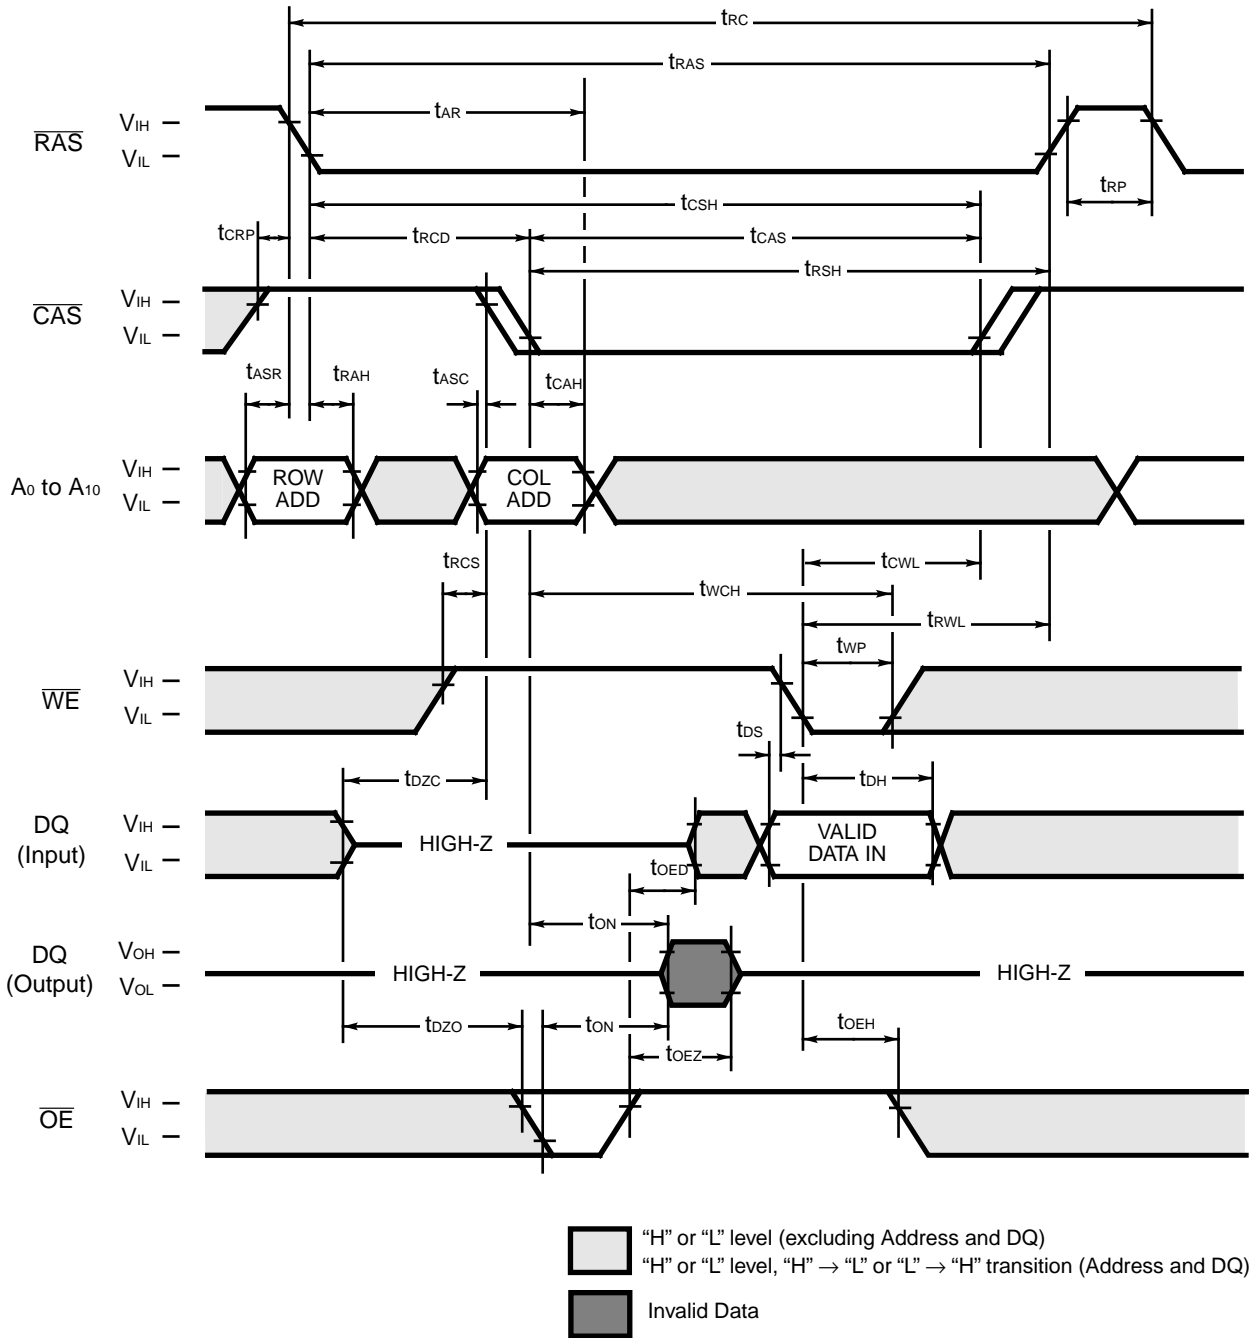 tRC
tRAS
tAR
RAS
VIH
VIL
tRP
tCSH
tCRP
tRCD
tCAS
tRSH
CAS
VIH
VIL
tASR
tRAH
tASC
tCAH
A0 to A10
VIH
VIL
ROW
ADD
COL
ADD
tRCS
tCWL
tWCH
tRWL
tWP
WE
VIH
VIL
tDS
tDZC
tDH
DQ
(Input)
VIH
VIL
HIGH-Z
VALID
DATA IN
tOED
tON
DQ
(Output)
VOH
VOL
HIGH-Z
HIGH-Z
tDZO
tON
tOEZ
tOEH
OE
VIH
VIL
“H” or “L” level (excluding Address and DQ)
“H” or “L” level, “H” → “L” or “L” → “H” transition (Address and DQ)
Invalid Data